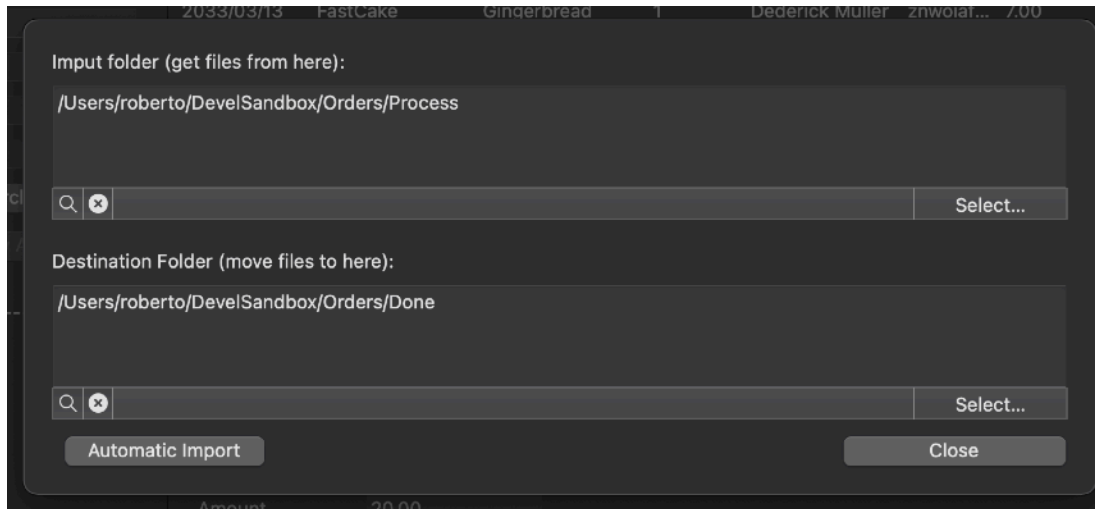 2033/03/13 FastCake Gingerbread 1 Dederick Muller znwolaf... 7.00
Imput folder (get files from here):
/Users/roberto/DevelSandbox/Orders/Process
Select...
Destination Folder (move files to here):
/Users/roberto/DevelSandbox/Orders/Done
Select...
Automatic Import Close
Amount 20.00